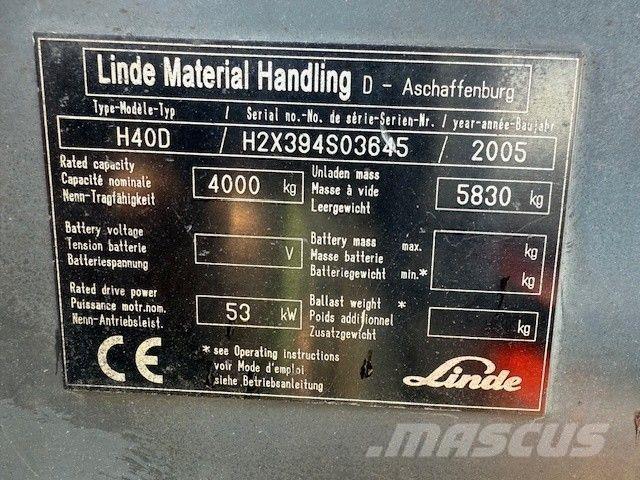 Linde Material Handling D - Aschaffenburg
Type-Modèle-Typ / Serial no.-No. de série-Serien-Nr. / year-année-Baujahr
H40D / H2X394S03645 / 2005
Rated capacity
Capacité nominale
Nenn-Tragfähigkeit
4000 kg
Unladen mass
Masse à vide
Leergewicht
5830 kg
Battery voltage
Tension batterie
Batteriespannung
V
Battery mass max.
Masse batterie
Batteriegewicht min.*
kg
kg
Rated drive power
Puissance motr.nom.
Nenn-Antriebsleist.
53 kW
Ballast weight *
Poids additionnel
Zusatzgewicht
kg
CE
* see Operating instructions
voir Mode d'emploi
siehe Betriebsanleitung
Linde
MASCUS